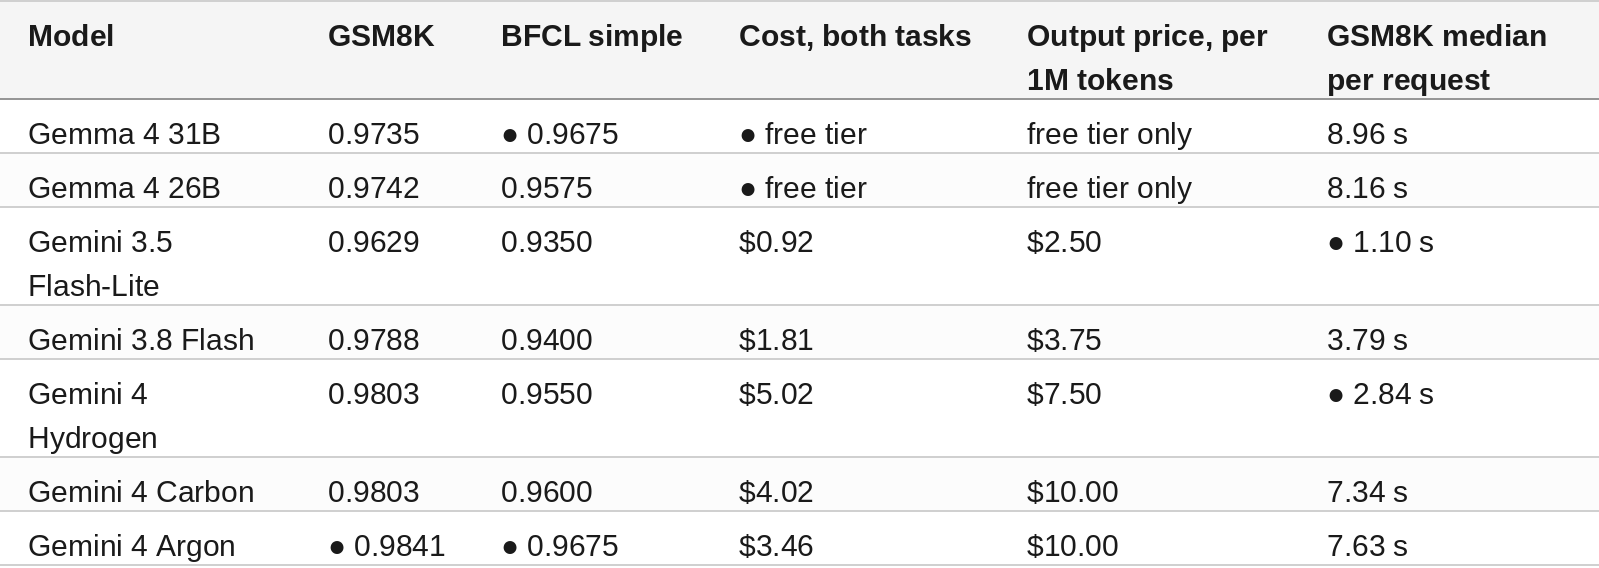 Model GSM8K BFCL simple Cost, both tasks Output price, per 1M tokens GSM8K median per request
Gemma 4 31B 0.9735 ● 0.9675 ● free tier free tier only 8.96 s
Gemma 4 26B 0.9742 0.9575 ● free tier free tier only 8.16 s
Gemini 3.5 Flash-Lite 0.9629 0.9350 $0.92 $2.50 ● 1.10 s
Gemini 3.8 Flash 0.9788 0.9400 $1.81 $3.75 3.79 s
Gemini 4 Hydrogen 0.9803 0.9550 $5.02 $7.50 ● 2.84 s
Gemini 4 Carbon 0.9803 0.9600 $4.02 $10.00 7.34 s
Gemini 4 Argon ● 0.9841 ● 0.9675 $3.46 $10.00 7.63 s